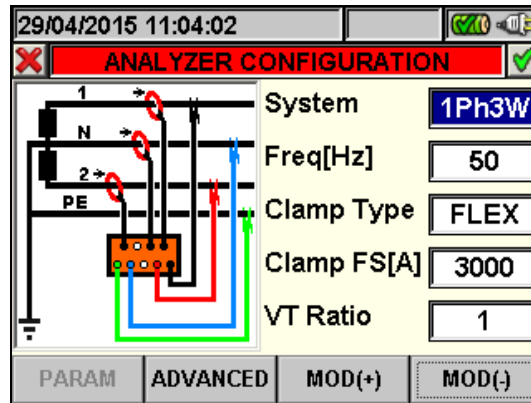 29/04/2015 11:04:02
ANALYZER CONFIGURATION
1
N
2
PE
System 1Ph3W
Freq[Hz] 50
Clamp Type FLEX
Clamp FS[A] 3000
VT Ratio 1
PARAM ADVANCED MOD(+) MOD(-)